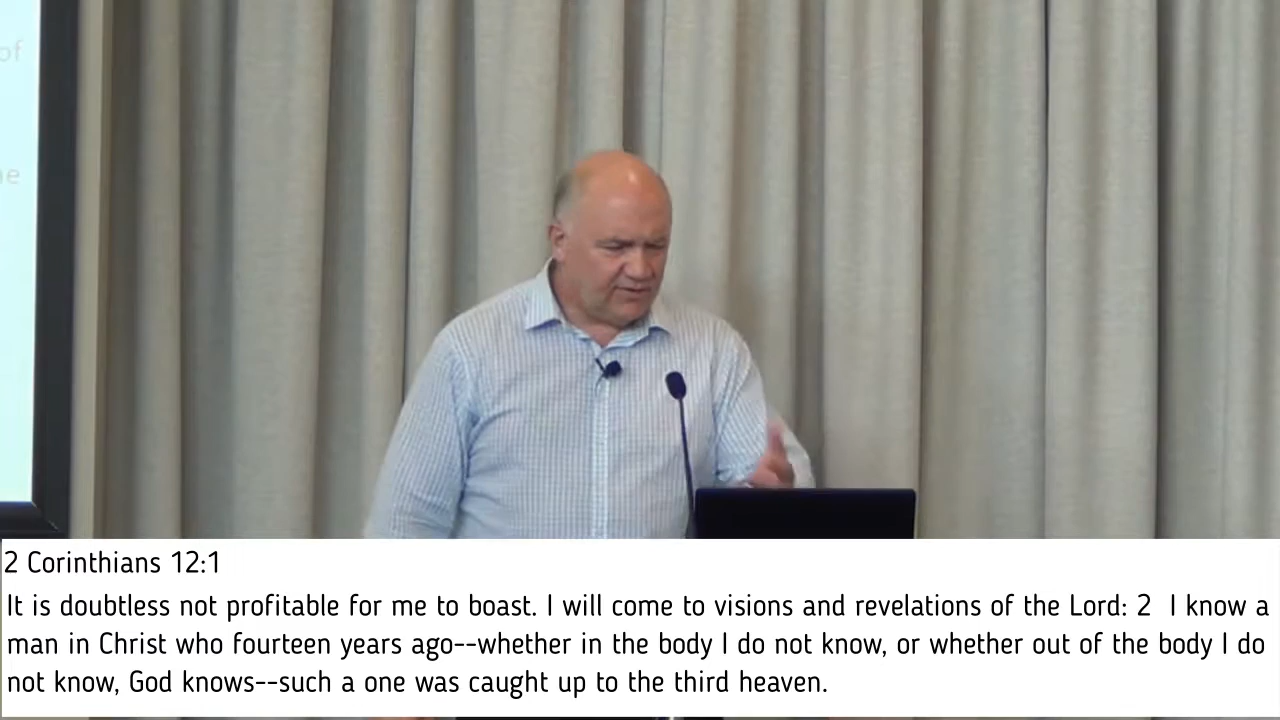 of
ne
2 Corinthians 12:1
It is doubtless not profitable for me to boast. I will come to visions and revelations of the Lord: 2 I know a
man in Christ who fourteen years ago--whether in the body I do not know, or whether out of the body I do
not know, God knows--such a one was caught up to the third heaven.